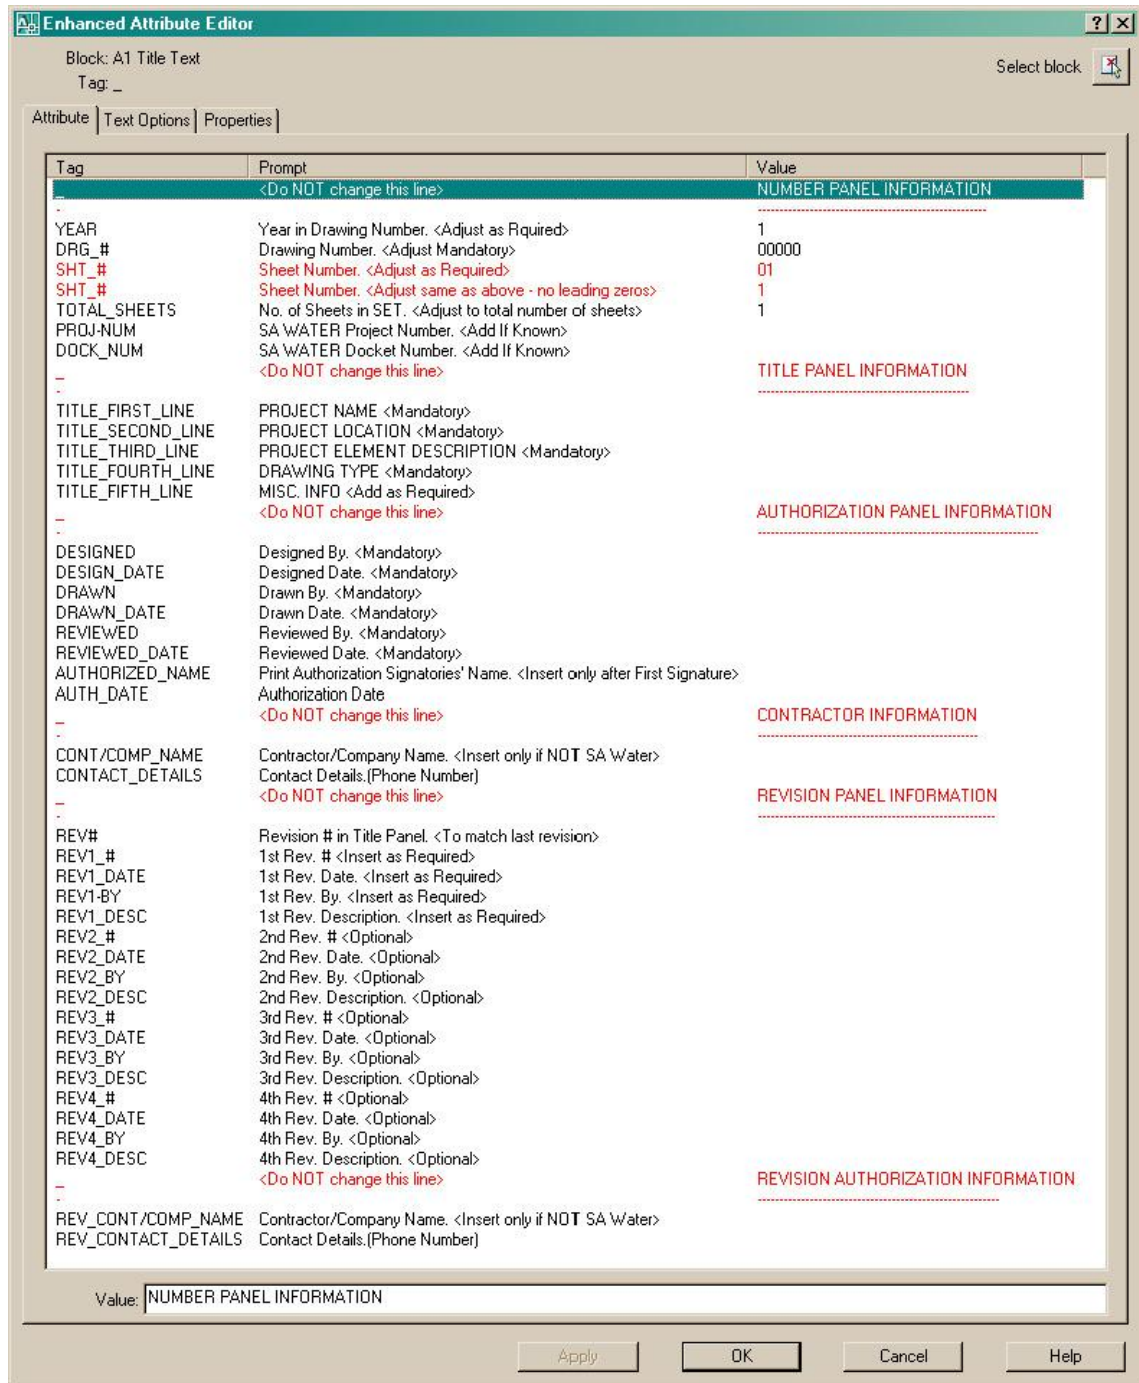 Enhanced Attribute Editor
Block: A1 Title Text
Tag: _
Select block
Attribute Text Options Properties
Tag Prompt Value
_ <Do NOT change this line> NUMBER PANEL INFORMATION
- ------------------------------------------------
YEAR Year in Drawing Number. <Adjust as Rquired> 1
DRG_# Drawing Number. <Adjust Mandatory> 00000
SHT_# Sheet Number. <Adjust as Required> 01
SHT_# Sheet Number. <Adjust same as above - no leading zeros> 1
TOTAL_SHEETS No. of Sheets in SET. <Adjust to total number of sheets> 1
PROJ-NUM SA WATER Project Number. <Add If Known>
DOCK_NUM SA WATER Docket Number. <Add If Known>
_ <Do NOT change this line> TITLE PANEL INFORMATION
- ------------------------------------------------
TITLE_FIRST_LINE PROJECT NAME <Mandatory>
TITLE_SECOND_LINE PROJECT LOCATION <Mandatory>
TITLE_THIRD_LINE PROJECT ELEMENT DESCRIPTION <Mandatory>
TITLE_FOURTH_LINE DRAWING TYPE <Mandatory>
TITLE_FIFTH_LINE MISC. INFO <Add as Required>
_ <Do NOT change this line> AUTHORIZATION PANEL INFORMATION
- ------------------------------------------------
DESIGNED Designed By. <Mandatory>
DESIGN_DATE Designed Date. <Mandatory>
DRAWN Drawn By. <Mandatory>
DRAWN_DATE Drawn Date. <Mandatory>
REVIEWED Reviewed By. <Mandatory>
REVIEWED_DATE Reviewed Date. <Mandatory>
AUTHORIZED_NAME Print Authorization Signatories' Name. <Insert only after First Signature>
AUTH_DATE Authorization Date
_ <Do NOT change this line> CONTRACTOR INFORMATION
- ------------------------------------------------
CONT/COMP_NAME Contractor/Company Name. <Insert only if NOT SA Water>
CONTACT_DETAILS Contact Details.(Phone Number)
_ <Do NOT change this line> REVISION PANEL INFORMATION
- ------------------------------------------------
REV# Revision # in Title Panel. <To match last revision>
REV1_# 1st Rev. # <Insert as Required>
REV1_DATE 1st Rev. Date. <Insert as Required>
REV1-BY 1st Rev. By. <Insert as Required>
REV1_DESC 1st Rev. Description. <Insert as Required>
REV2_# 2nd Rev. # <Optional>
REV2_DATE 2nd Rev. Date. <Optional>
REV2_BY 2nd Rev. By. <Optional>
REV2_DESC 2nd Rev. Description. <Optional>
REV3_# 3rd Rev. # <Optional>
REV3_DATE 3rd Rev. Date. <Optional>
REV3_BY 3rd Rev. By. <Optional>
REV3_DESC 3rd Rev. Description. <Optional>
REV4_# 4th Rev. # <Optional>
REV4_DATE 4th Rev. Date. <Optional>
REV4_BY 4th Rev. By. <Optional>
REV4_DESC 4th Rev. Description. <Optional>
_ <Do NOT change this line> REVISION AUTHORIZATION INFORMATION
- ------------------------------------------------
REV_CONT/COMP_NAME Contractor/Company Name. <Insert only if NOT SA Water>
REV_CONTACT_DETAILS Contact Details.(Phone Number)
Value: NUMBER PANEL INFORMATION
Apply OK Cancel Help